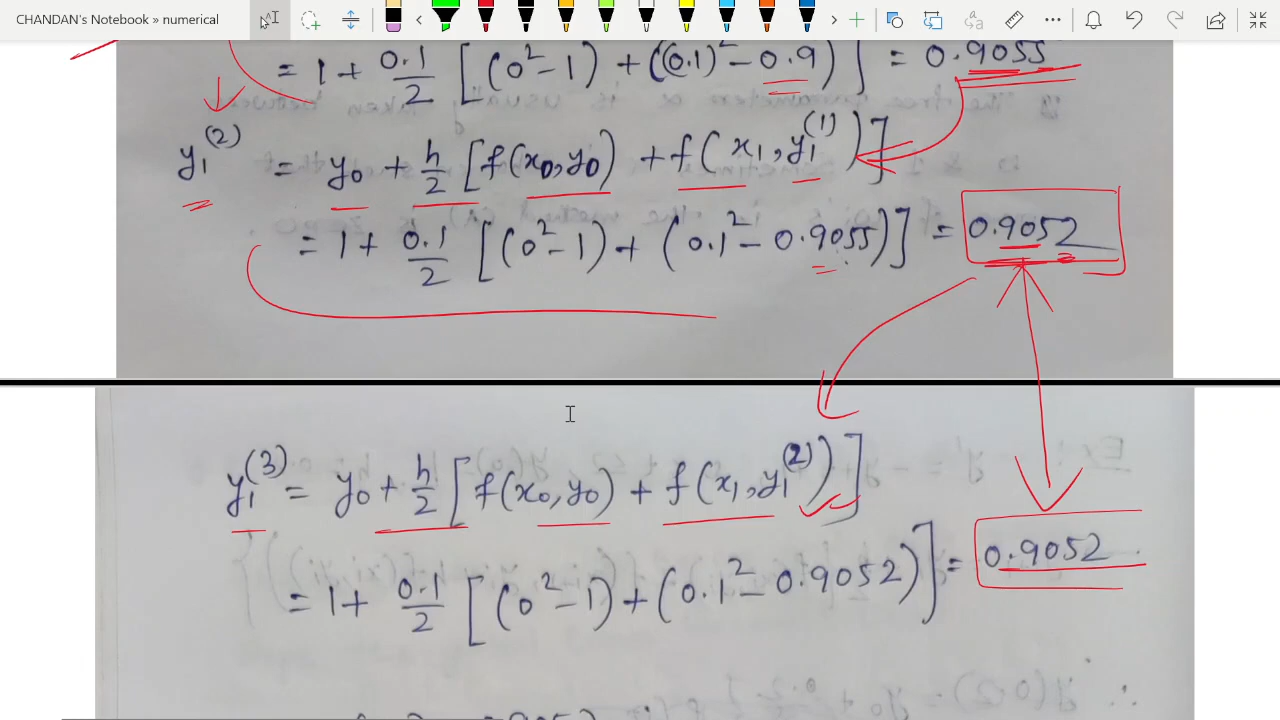 CHANDAN's Notebook » numerical
= 1 + 0.1/2 [(0² - 1) + ((0.1)² - 0.9)] = 0.9055
y₁⁽²⁾ = y₀ + h/2 [f(x₀,y₀) + f(x₁,y₁⁽¹⁾)]
= 1 + 0.1/2 [(0² - 1) + (0.1² - 0.9055)] = 0.9052
y₁⁽³⁾ = y₀ + h/2 [f(x₀,y₀) + f(x₁,y₁⁽²⁾)]
= 1 + 0.1/2 [(0² - 1) + (0.1² - 0.9052)] = 0.9052